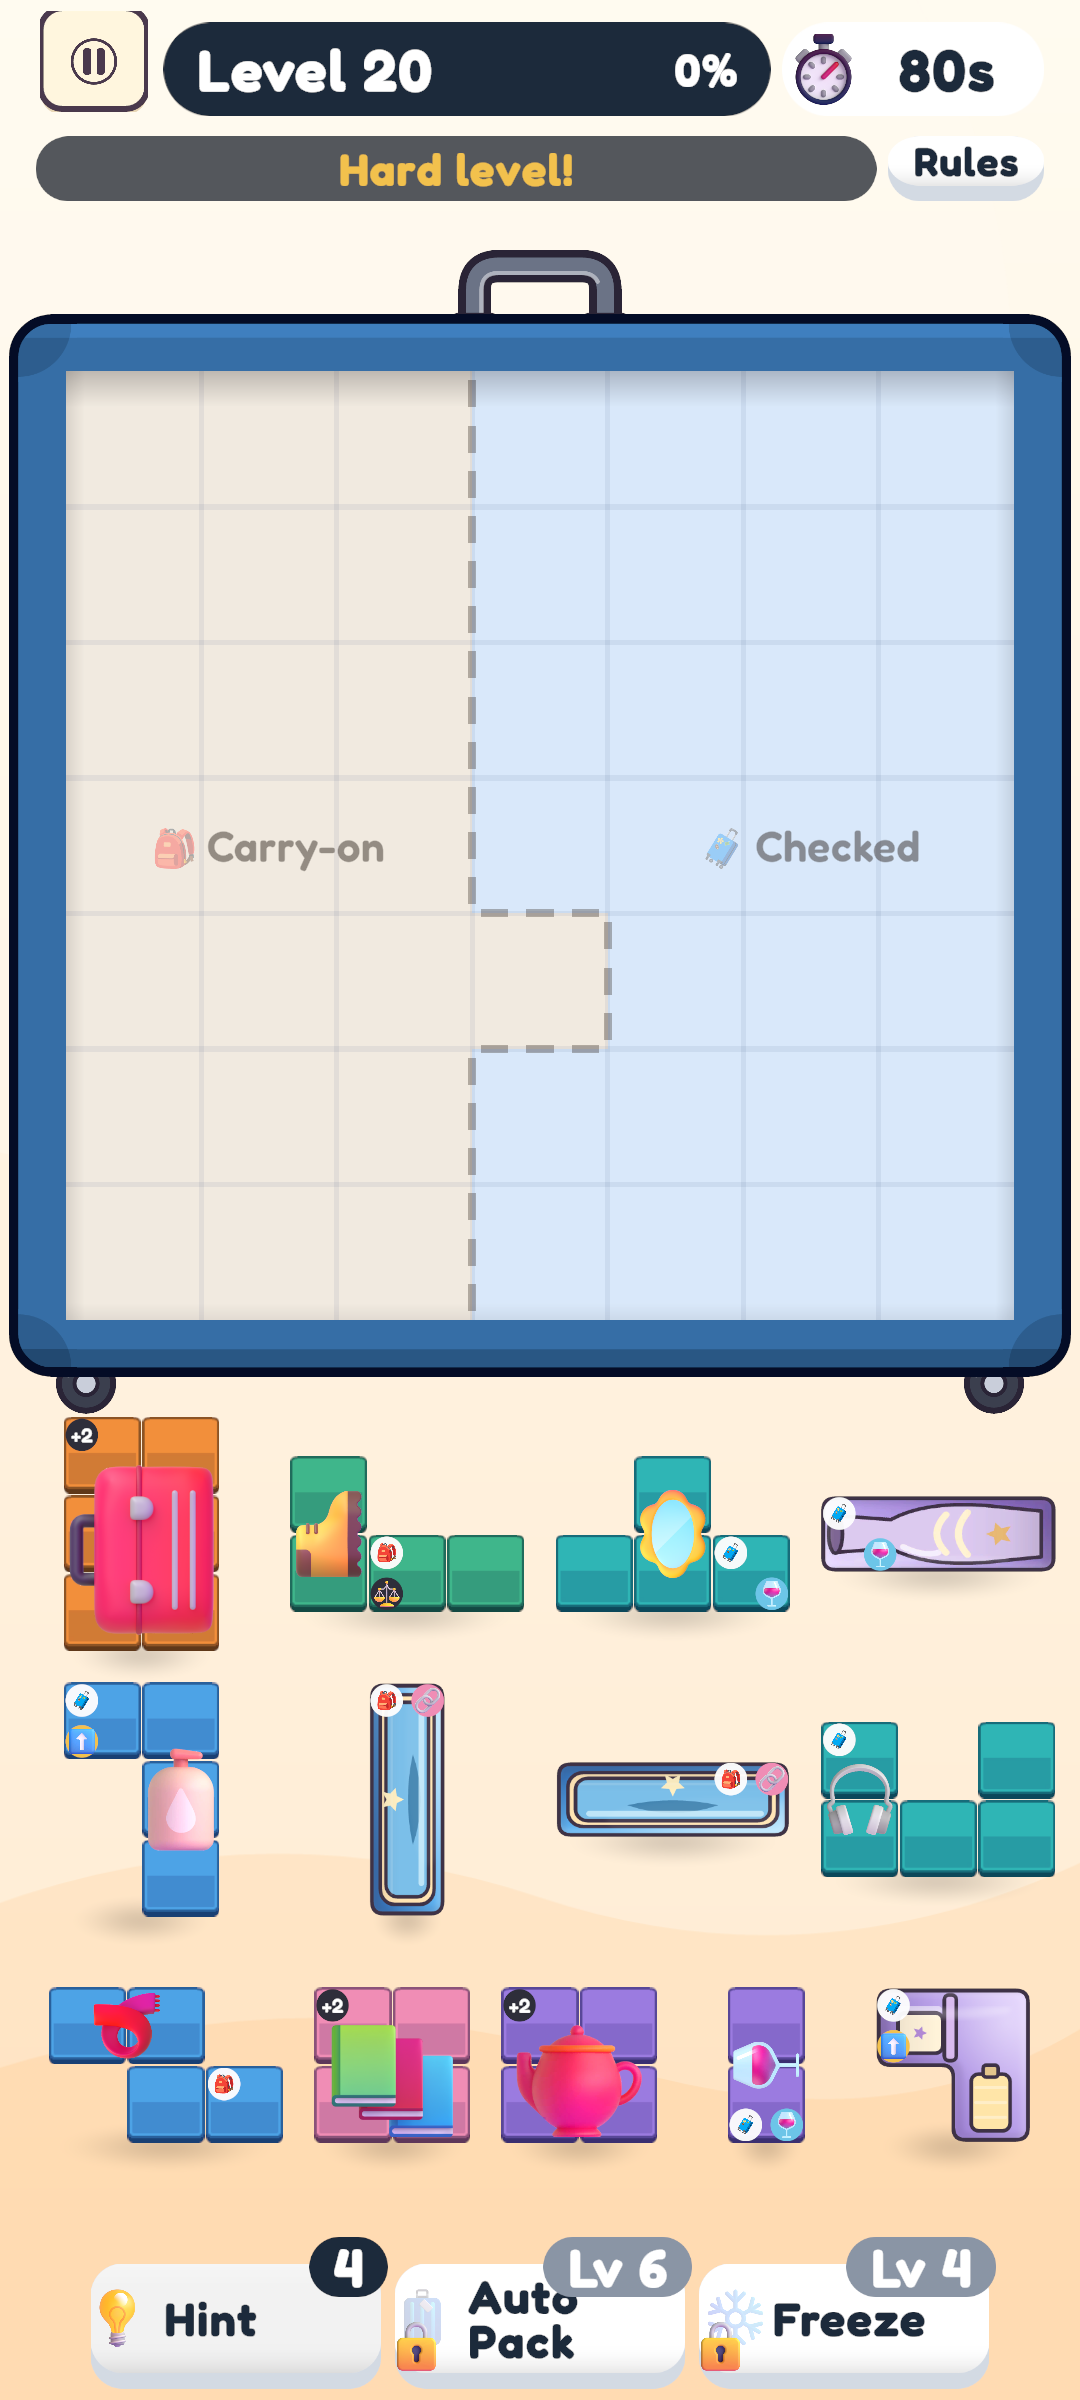 Level 20 0% 80s
Hard level! Rules
Carry-on Checked
+2
+2 +2
4 Lv 6 Lv 4
Hint Auto Pack Freeze